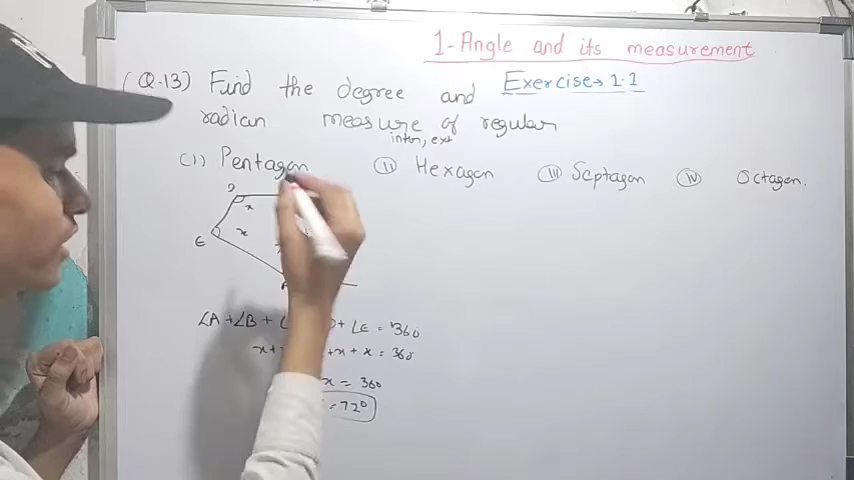 1-Angle and its measurement
(Q.13) Find the degree and Exercise→ 1.1
radian measure of regular
inter, ext
(1) Pentagon (ii) Hexagon (iii) Septagon (iv) Octagon.
D
x
E x
∠A +∠B + + ∠E = 360
x+ +x + x = 360
x = 360
= 72°